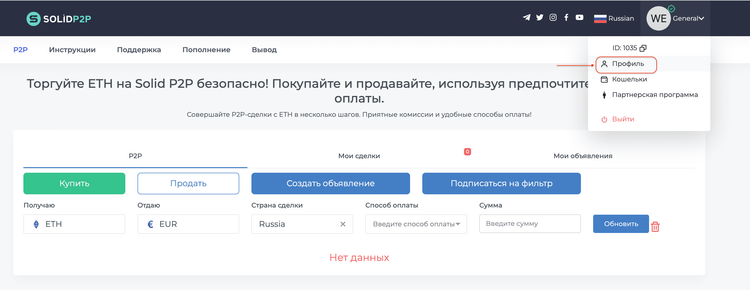 SOLIDP2P
Russian
WE
General
P2P
Инструкции
Поддержка
Пополнение
Вывод
ID: 1035
Профиль
Кошельки
Партнерская программа
Выйти
Торгуйте ETH на Solid P2P безопасно! Покупайте и продавайте, используя предпочтите
оплаты.
Совершайте P2P-сделки с ETH в несколько шагов. Приятные комиссии и удобные способы оплаты!
P2P
Мои сделки
0
Мои объявления
Купить
Продать
Создать объявление
Подписаться на фильтр
Получаю
Отдаю
Страна сделки
Способ оплаты
Сумма
ETH
€ EUR
Russia
Введите способ оплаты
Введите сумму
Обновить
Нет данных